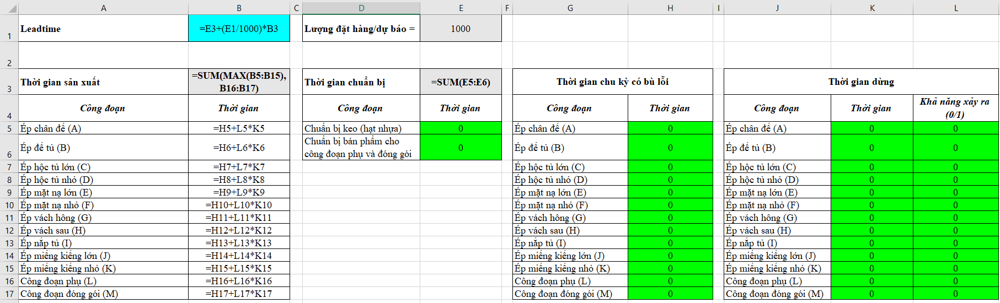 A B C D E F G H I J K L
1 Leadtime =E3+(E1/1000)*B3 Lượng đặt hàng/dự báo = 1000
2
3 Thời gian sản xuất =SUM(MAX(B5:B15), B16:B17) Thời gian chuẩn bị =SUM(E5:E6) Thời gian chu kỳ có bù lỗi Thời gian dừng
4 Công đoạn Thời gian Công đoạn Thời gian Công đoạn Thời gian Công đoạn Thời gian Khả năng xảy ra (0/1)
5 Ép chân đế (A) =H5+L5*K5 Chuẩn bị keo (hạt nhựa) 0 Ép chân đế (A) 0 Ép chân đế (A) 0 0
6 Ép đế tủ (B) =H6+L6*K6 Chuẩn bị bán phẩm cho công đoạn phụ và đóng gói 0 Ép đế tủ (B) 0 Ép đế tủ (B) 0 0
7 Ép hộc tủ lớn (C) =H7+L7*K7 Ép hộc tủ lớn (C) 0 Ép hộc tủ lớn (C) 0 0
8 Ép hộc tủ nhỏ (D) =H8+L8*K8 Ép hộc tủ nhỏ (D) 0 Ép hộc tủ nhỏ (D) 0 0
9 Ép mặt nạ lớn (E) =H9+L9*K9 Ép mặt nạ lớn (E) 0 Ép mặt nạ lớn (E) 0 0
10 Ép mặt nạ nhỏ (F) =H10+L10*K10 Ép mặt nạ nhỏ (F) 0 Ép mặt nạ nhỏ (F) 0 0
11 Ép vách hông (G) =H11+L11*K11 Ép vách hông (G) 0 Ép vách hông (G) 0 0
12 Ép vách sau (H) =H12+L12*K12 Ép vách sau (H) 0 Ép vách sau (H) 0 0
13 Ép nắp tủ (I) =H13+L13*K13 Ép nắp tủ (I) 0 Ép nắp tủ (I) 0 0
14 Ép miếng kiếng lớn (J) =H14+L14*K14 Ép miếng kiếng lớn (J) 0 Ép miếng kiếng lớn (J) 0 0
15 Ép miếng kiếng nhỏ (K) =H15+L15*K15 Ép miếng kiếng nhỏ (K) 0 Ép miếng kiếng nhỏ (K) 0 0
16 Công đoạn phụ (L) =H16+L16*K16 Công đoạn phụ (L) 0 Công đoạn phụ (L) 0 0
17 Công đoạn đóng gói (M) =H17+L17*K17 Công đoạn đóng gói (M) 0 Công đoạn đóng gói (M) 0 0